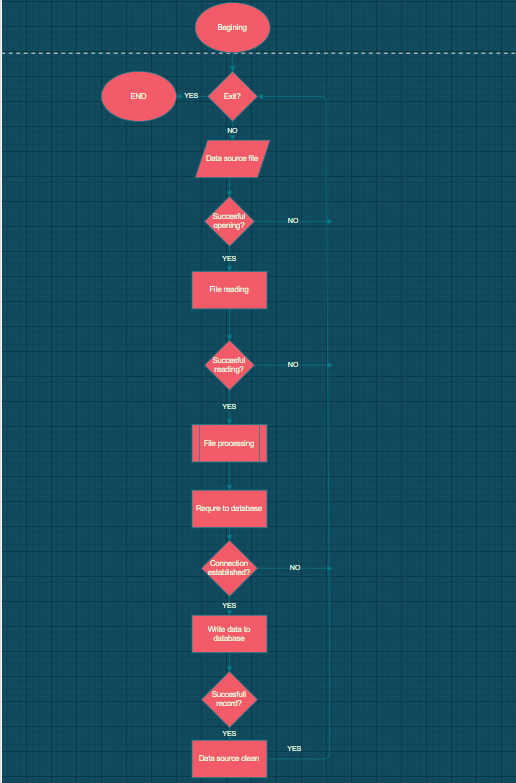 Begining
END
YES
Exit?
NO
Data source file
Succesful
opening?
NO
YES
File reading
Succesful
reading?
NO
YES
File processing
Requre to database
Connection
established?
NO
YES
Write data to
database
Succesfull
record?
YES
Data source clean
YES